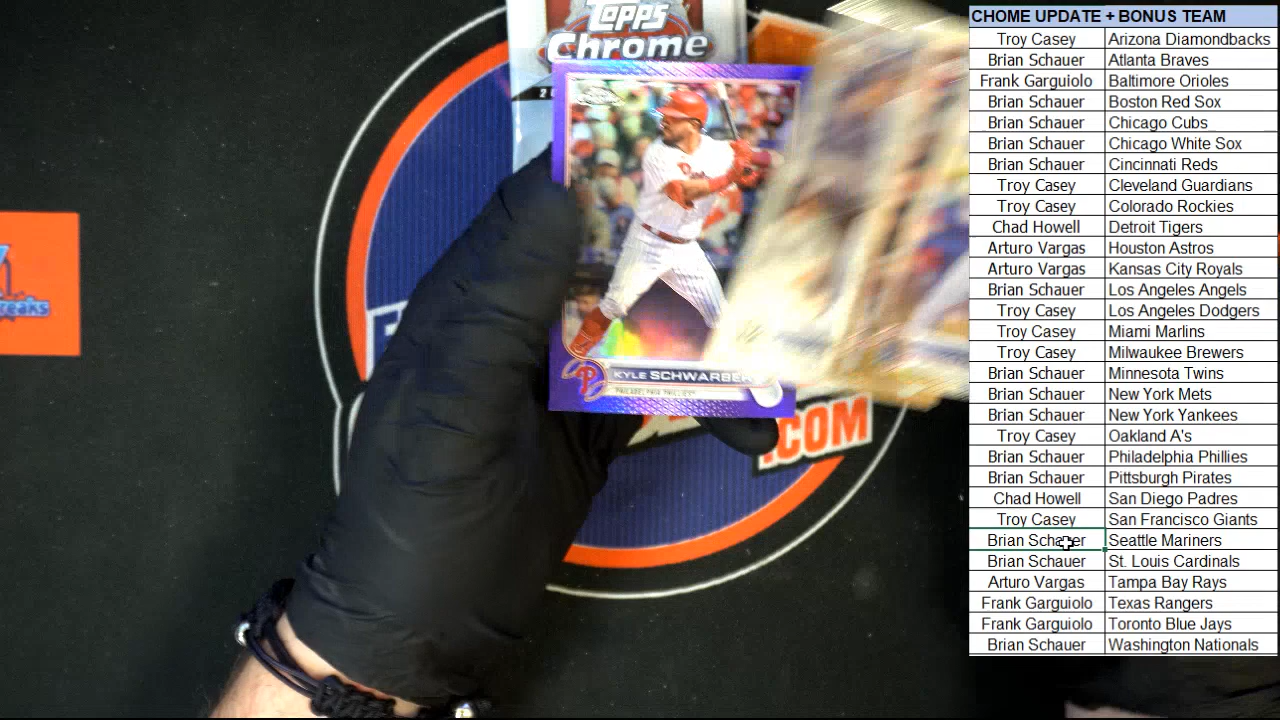 Topps
Chrome
KYLE SCHWARBER
PHILADELPHIA PHILLIES
.COM
reaks
CHOME UPDATE + BONUS TEAM
Troy Casey Arizona Diamondbacks
Brian Schauer Atlanta Braves
Frank Garguiolo Baltimore Orioles
Brian Schauer Boston Red Sox
Brian Schauer Chicago Cubs
Brian Schauer Chicago White Sox
Brian Schauer Cincinnati Reds
Troy Casey Cleveland Guardians
Troy Casey Colorado Rockies
Chad Howell Detroit Tigers
Arturo Vargas Houston Astros
Arturo Vargas Kansas City Royals
Brian Schauer Los Angeles Angels
Troy Casey Los Angeles Dodgers
Troy Casey Miami Marlins
Troy Casey Milwaukee Brewers
Brian Schauer Minnesota Twins
Brian Schauer New York Mets
Brian Schauer New York Yankees
Troy Casey Oakland A's
Brian Schauer Philadelphia Phillies
Brian Schauer Pittsburgh Pirates
Chad Howell San Diego Padres
Troy Casey San Francisco Giants
Brian Schauer Seattle Mariners
Brian Schauer St. Louis Cardinals
Arturo Vargas Tampa Bay Rays
Frank Garguiolo Texas Rangers
Frank Garguiolo Toronto Blue Jays
Brian Schauer Washington Nationals